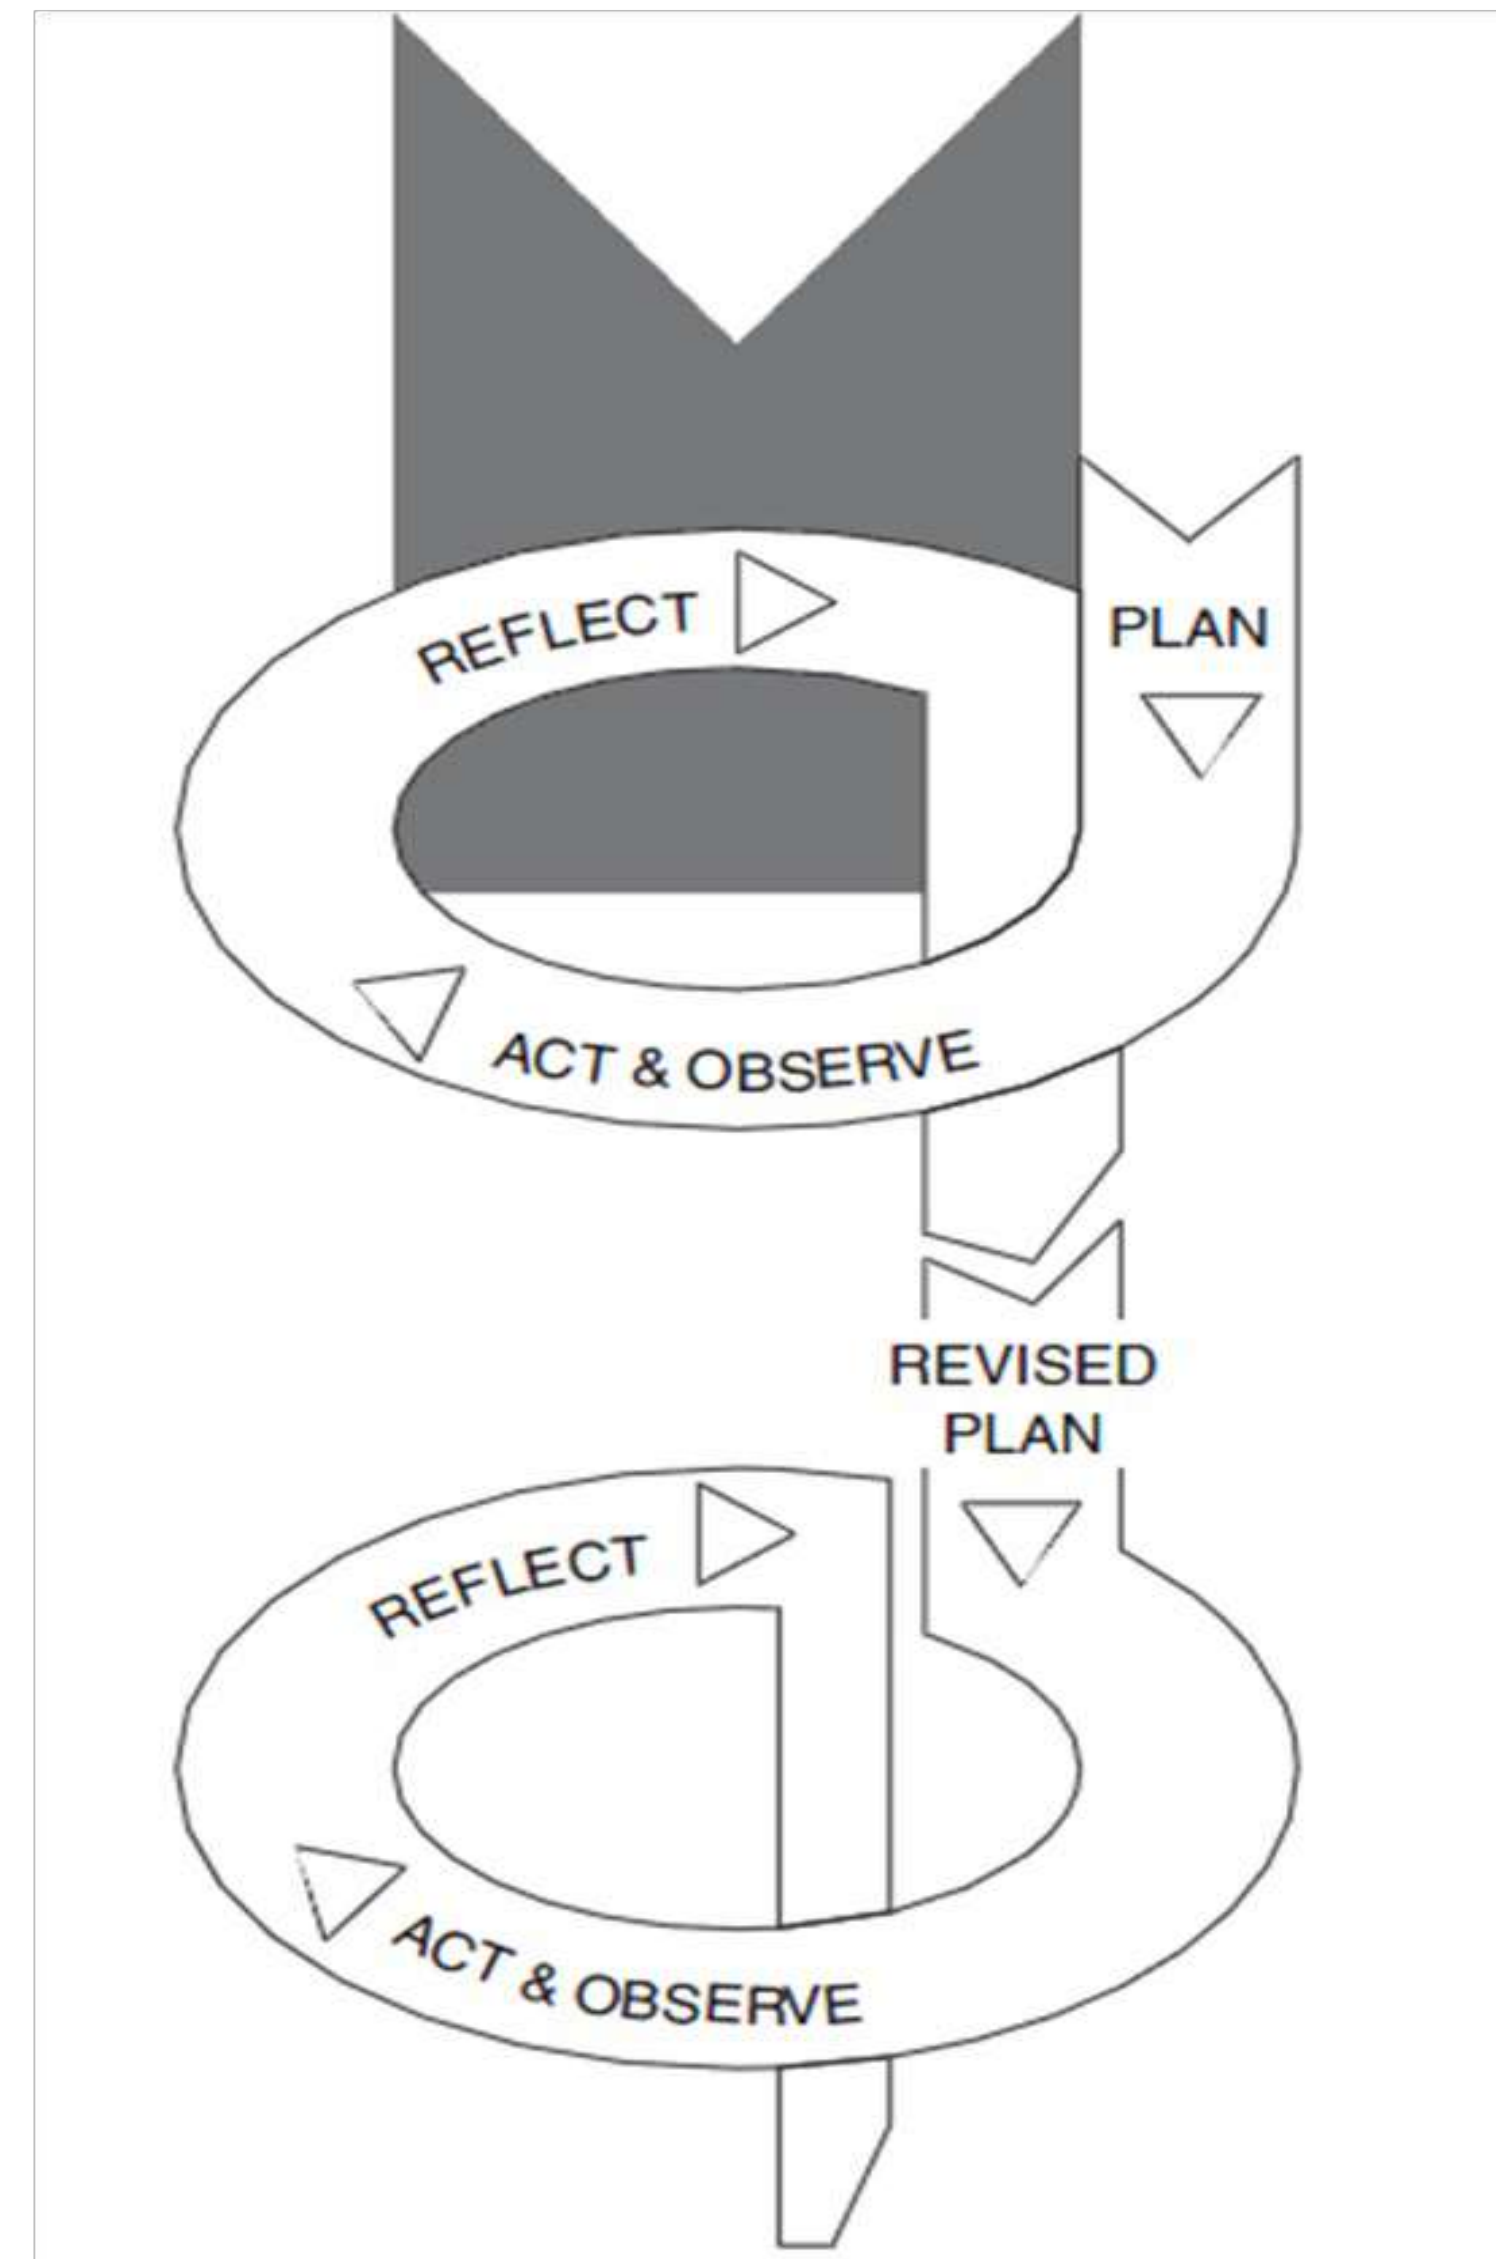 REFLECT
PLAN
ACT & OBSERVE
REVISED
PLAN
REFLECT
ACT & OBSERVE